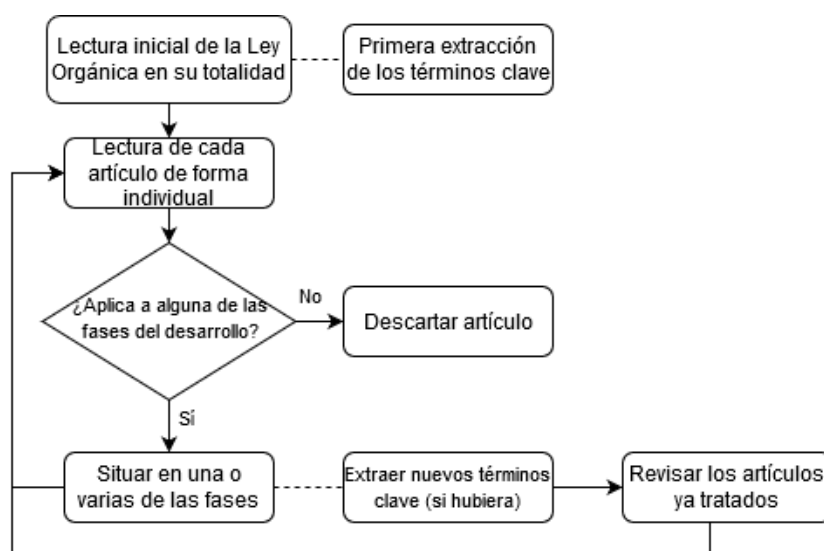 Lectura inicial de la Ley
Orgánica en su totalidad
Primera extracción
de los términos clave
Lectura de cada
artículo de forma
individual
¿Aplica a alguna de las
fases del desarrollo?
No
Descartar artículo
Sí
Situar en una o
varias de las fases
Extraer nuevos términos
clave (si hubiera)
Revisar los artículos
ya tratados